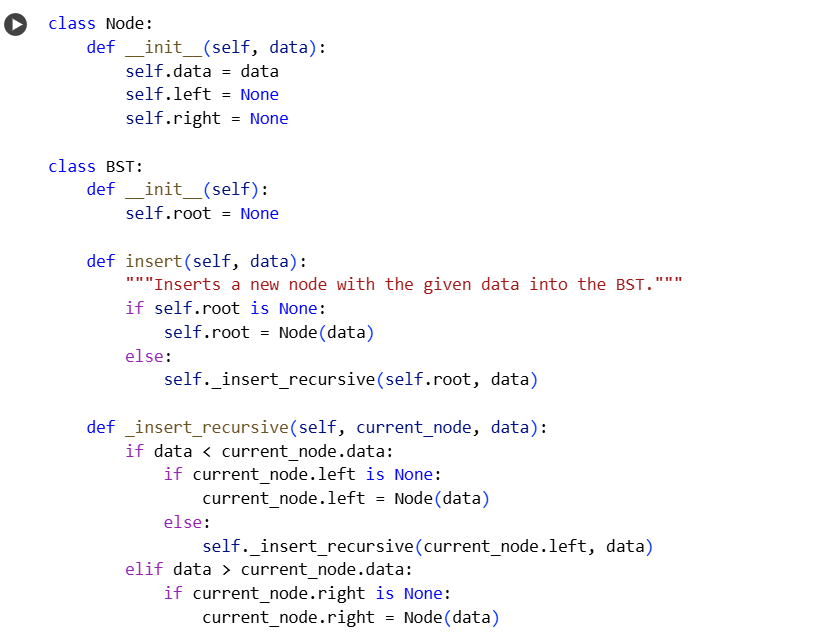 class Node:
    def __init__(self, data):
        self.data = data
        self.left = None
        self.right = None

class BST:
    def __init__(self):
        self.root = None

    def insert(self, data):
        """Inserts a new node with the given data into the BST."""
        if self.root is None:
            self.root = Node(data)
        else:
            self._insert_recursive(self.root, data)

    def _insert_recursive(self, current_node, data):
        if data < current_node.data:
            if current_node.left is None:
                current_node.left = Node(data)
            else:
                self._insert_recursive(current_node.left, data)
        elif data > current_node.data:
            if current_node.right is None:
                current_node.right = Node(data)